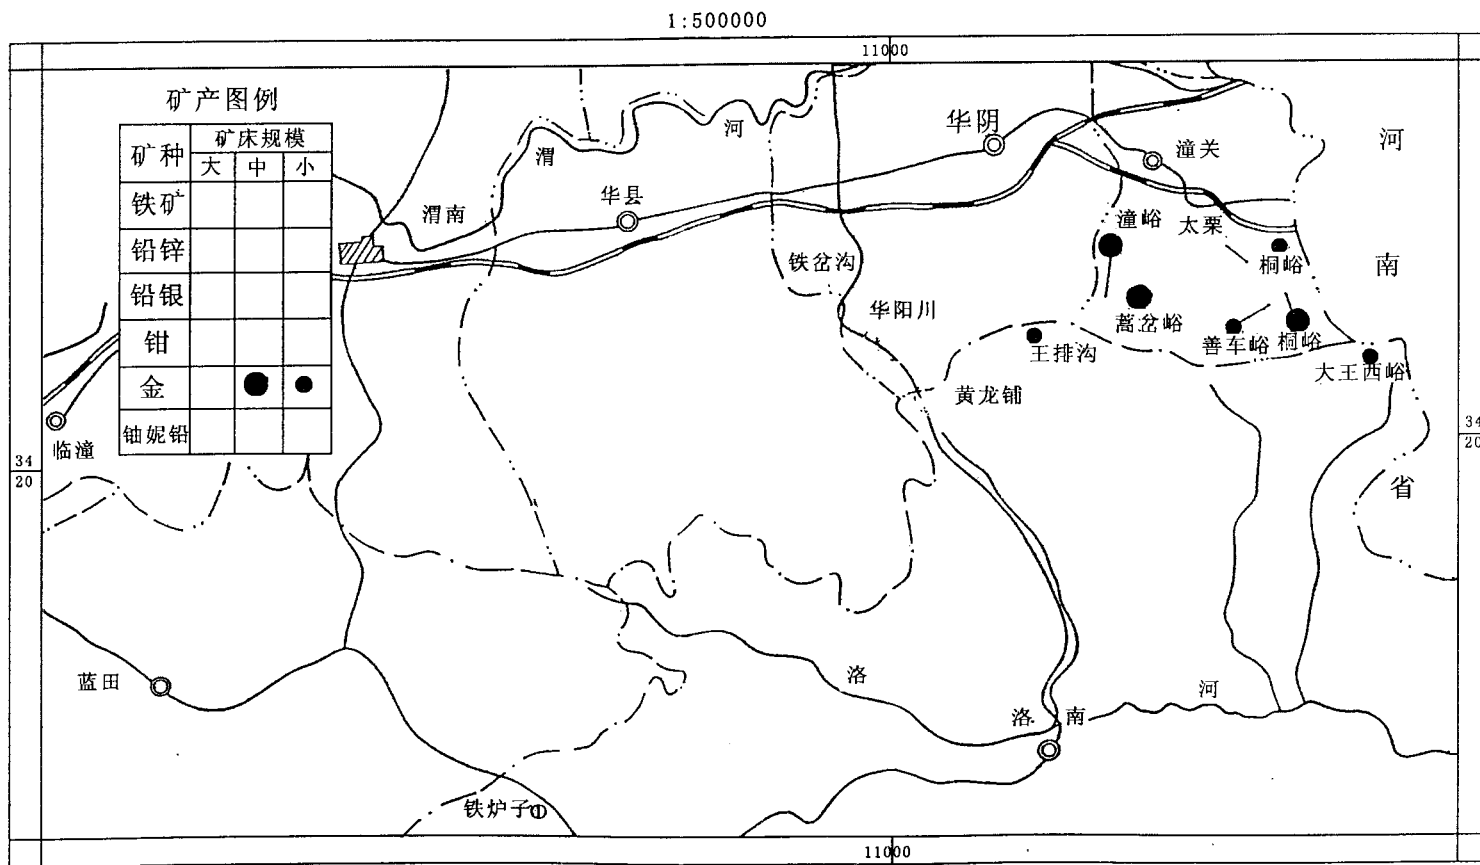 1:500000
11000
矿产图例
矿种 矿床规模
大 中 小
铁矿
铅锌
铅银
钳
金
铀妮铅
渭 河
华阴
潼关
河
南
省
华县
渭南
潼峪
太栗
桐峪
铁岔沟
华阳川
蒿岔峪
善车峪
桐峪
王排沟
大王西峪
黄龙铺
临潼
34
20
34
20
蓝田
洛
河
洛 南
铁炉子
11000